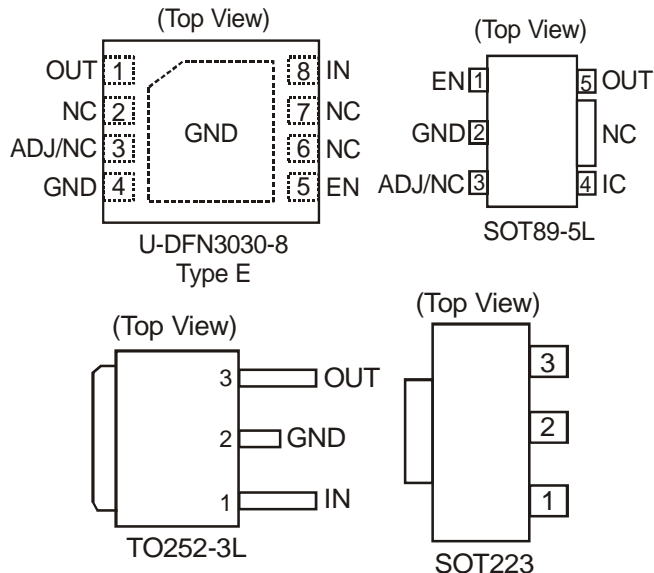 (Top View)
OUT 1 8 IN
NC 2 7 NC
ADJ/NC 3 6 NC
GND 4 5 EN
GND
U-DFN3030-8
Type E
(Top View)
EN 1 5 OUT
GND 2 NC
ADJ/NC 3 4 IC
SOT89-5L
(Top View)
3 OUT
2 GND
1 IN
TO252-3L
(Top View)
3
2
1
SOT223